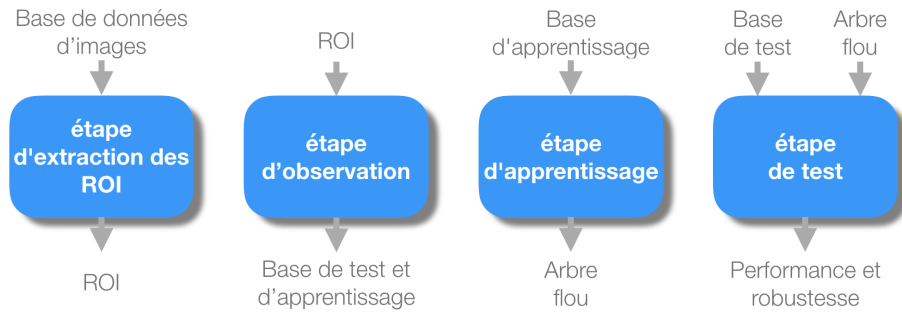 Base de données
d’images
étape
d'extraction des
ROI
ROI
ROI
étape
d’observation
Base de test et
d’apprentissage
Base
d'apprentissage
étape
d'apprentissage
Arbre
flou
Base
de test
Arbre
flou
étape
de test
Performance et
robustesse